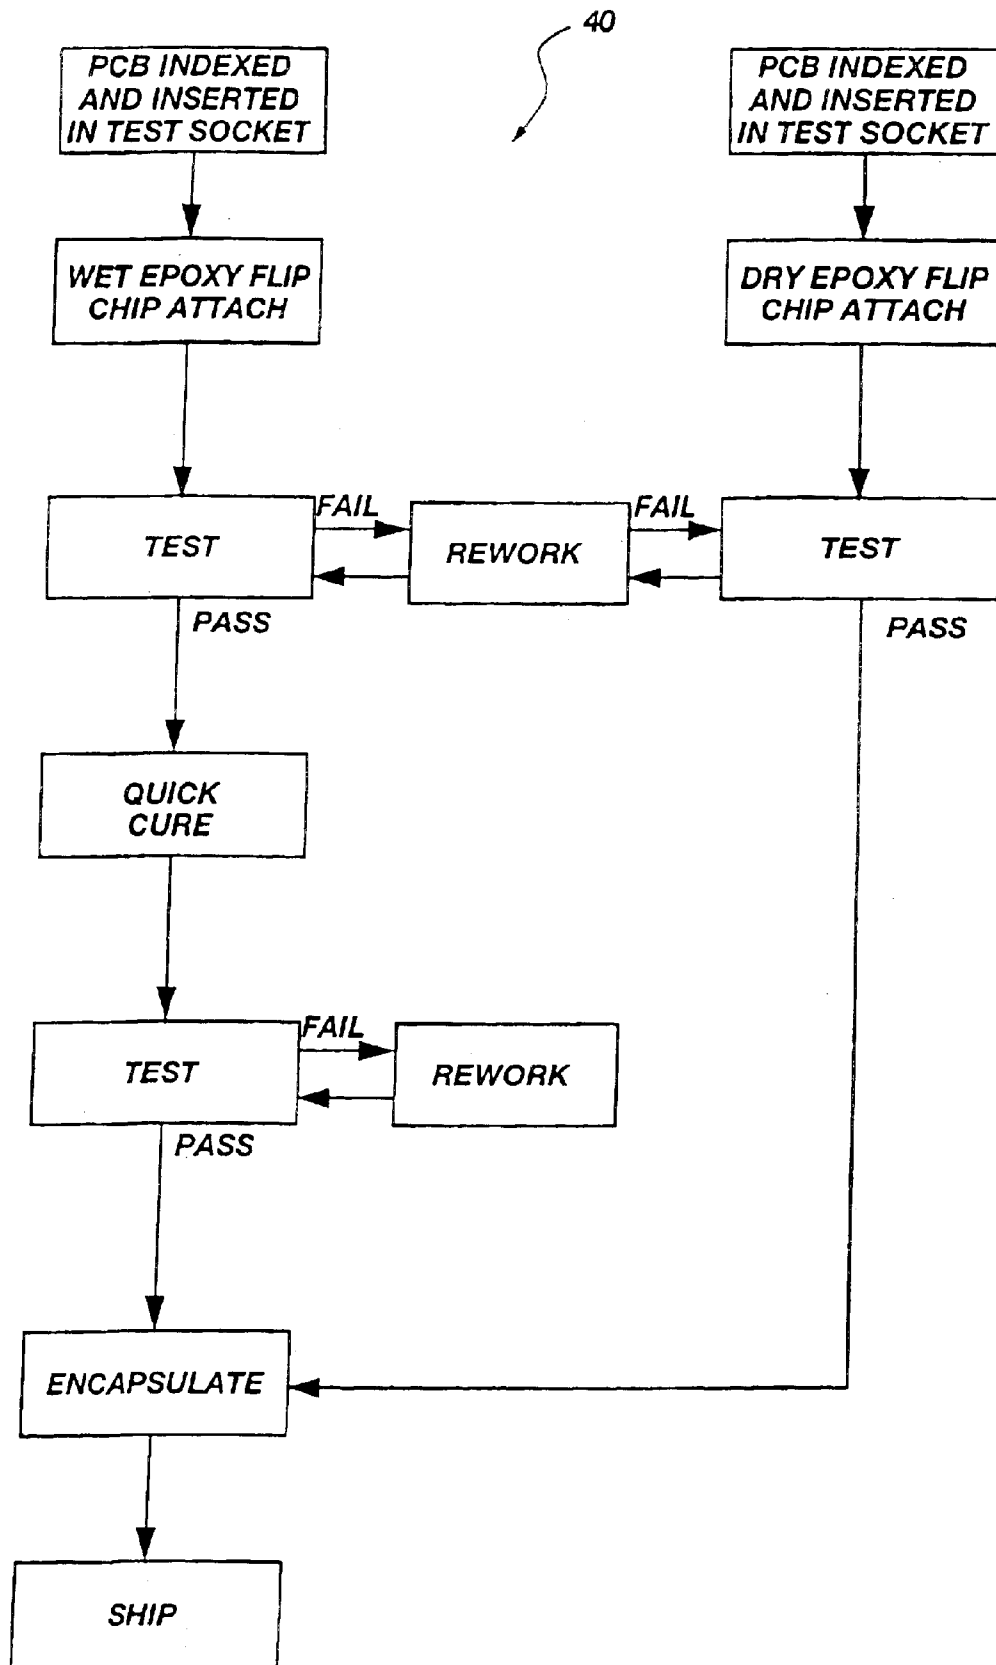 40
PCB INDEXED
AND INSERTED
IN TEST SOCKET
PCB INDEXED
AND INSERTED
IN TEST SOCKET
WET EPOXY FLIP
CHIP ATTACH
DRY EPOXY FLIP
CHIP ATTACH
TEST
FAIL
REWORK
FAIL
TEST
PASS
PASS
QUICK
CURE
TEST
FAIL
REWORK
PASS
ENCAPSULATE
SHIP